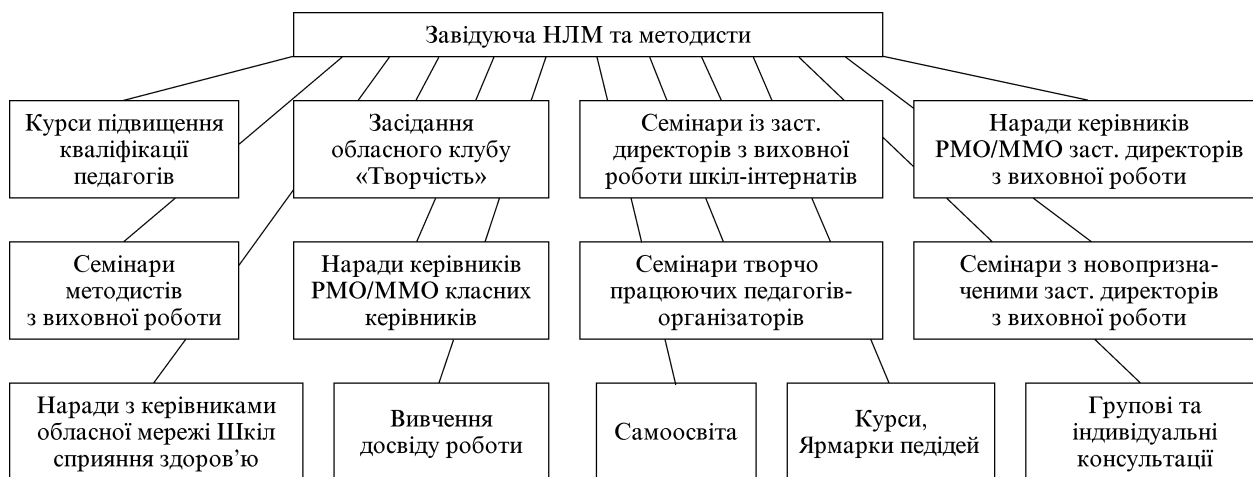 Завідуюча НЛМ та методисти
Курси підвищення
кваліфікації
педагогів
Засідання
обласного клубу
«Творчість»
Семінари із заст.
директорів з виховної
роботи шкіл-інтернатів
Наради керівників
РМО/ММО заст. директорів
з виховної роботи
Семінари
методистів
з виховної роботи
Наради керівників
РМО/ММО класних
керівників
Семінари творчо
працюючих педагогів-
організаторів
Семінари з новопризна-
ченими заст. директорів
з виховної роботи
Наради з керівниками
обласної мережі Шкіл
сприяння здоров’ю
Вивчення
досвіду роботи
Самоосвіта
Курси,
Ярмарки педідей
Групові та
індивідуальні
консультації